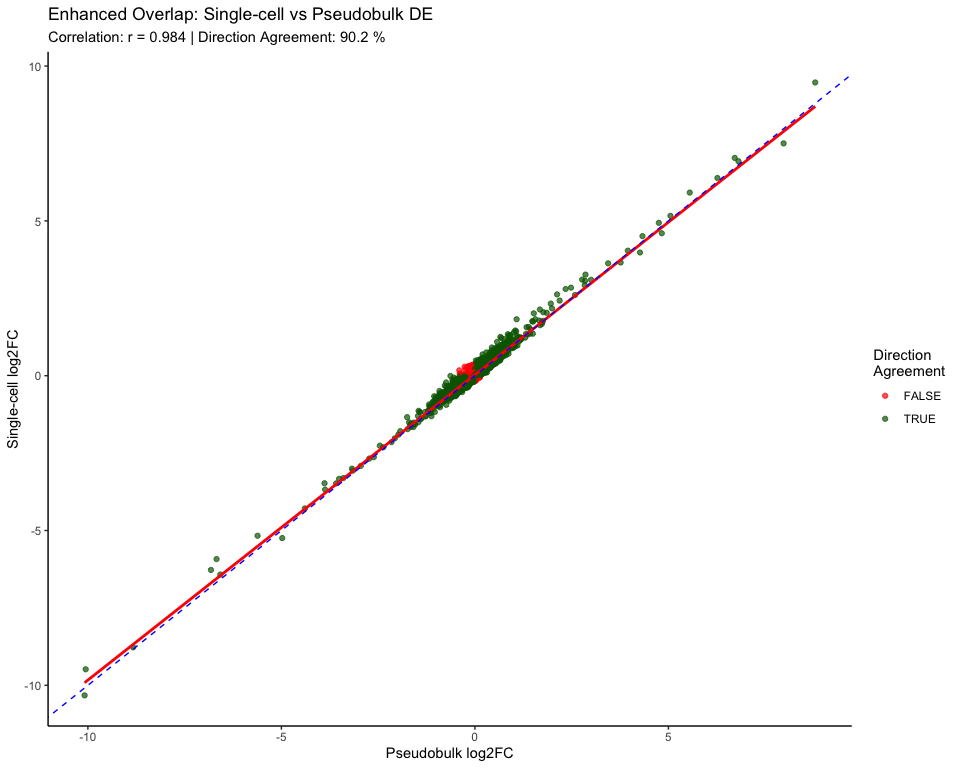 Enhanced Overlap: Single-cell vs Pseudobulk DE
Correlation: r = 0.984 | Direction Agreement: 90.2 %
10
5
0
-5
-10
Single-cell log2FC
-10
-5
0
5
Pseudobulk log2FC
Direction
Agreement
FALSE
TRUE